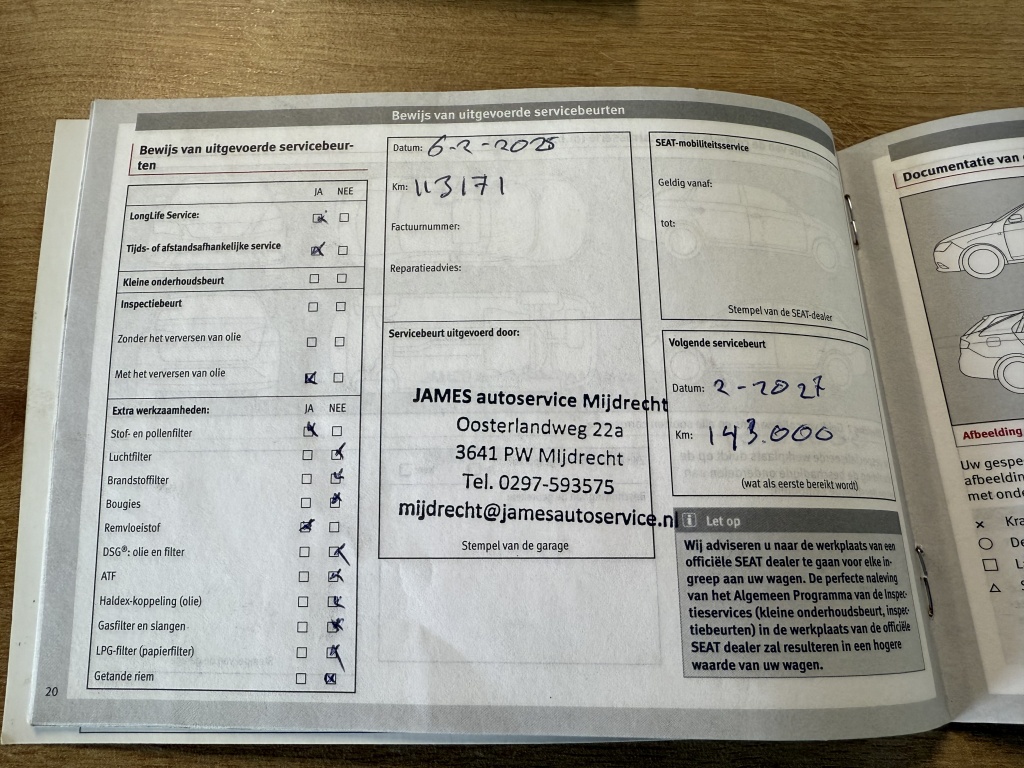 Bewijs van uitgevoerde servicebeurten
Bewijs van uitgevoerde servicebeur-
ten
JA NEE
LongLife Service:
Tijds- of afstandsafhankelijke service
Kleine onderhoudsbeurt
Inspectiebeurt
Zonder het verversen van olie
Met het verversen van olie
Extra werkzaamheden: JA NEE
Stof- en pollenfilter
Luchtfilter
Brandstoffilter
Bougies
Remvloeistof
DSG®: olie en filter
ATF
Haldex-koppeling (olie)
Gasfilter en slangen
LPG-filter (papierfilter)
Getande riem
20
Datum: 6-2-2025
Km: 113171
Factuurnummer:
Reparatieadvies:
Servicebeurt uitgevoerd door:
JAMES autoservice Mijdrecht
Oosterlandweg 22a
3641 PW MIjdrecht
Tel. 0297-593575
mijdrecht@jamesautoservice.nl
Stempel van de garage
SEAT-mobiliteitsservice
Geldig vanaf:
tot:
Stempel van de SEAT-dealer
Volgende servicebeurt
Datum: 2-2027
Km: 143.000
(wat als eerste bereikt wordt)
i Let op
Wij adviseren u naar de werkplaats van een
officiële SEAT dealer te gaan voor elke in-
greep aan uw wagen. De perfecte naleving
van het Algemeen Programma van de Inspec-
tieservices (kleine onderhoudsbeurt, inspec-
tiebeurten) in de werkplaats van de officiële
SEAT dealer zal resulteren in een hogere
waarde van uw wagen.
Documentatie van
Afbeelding
Uw gespe
afbeeldin
met onde